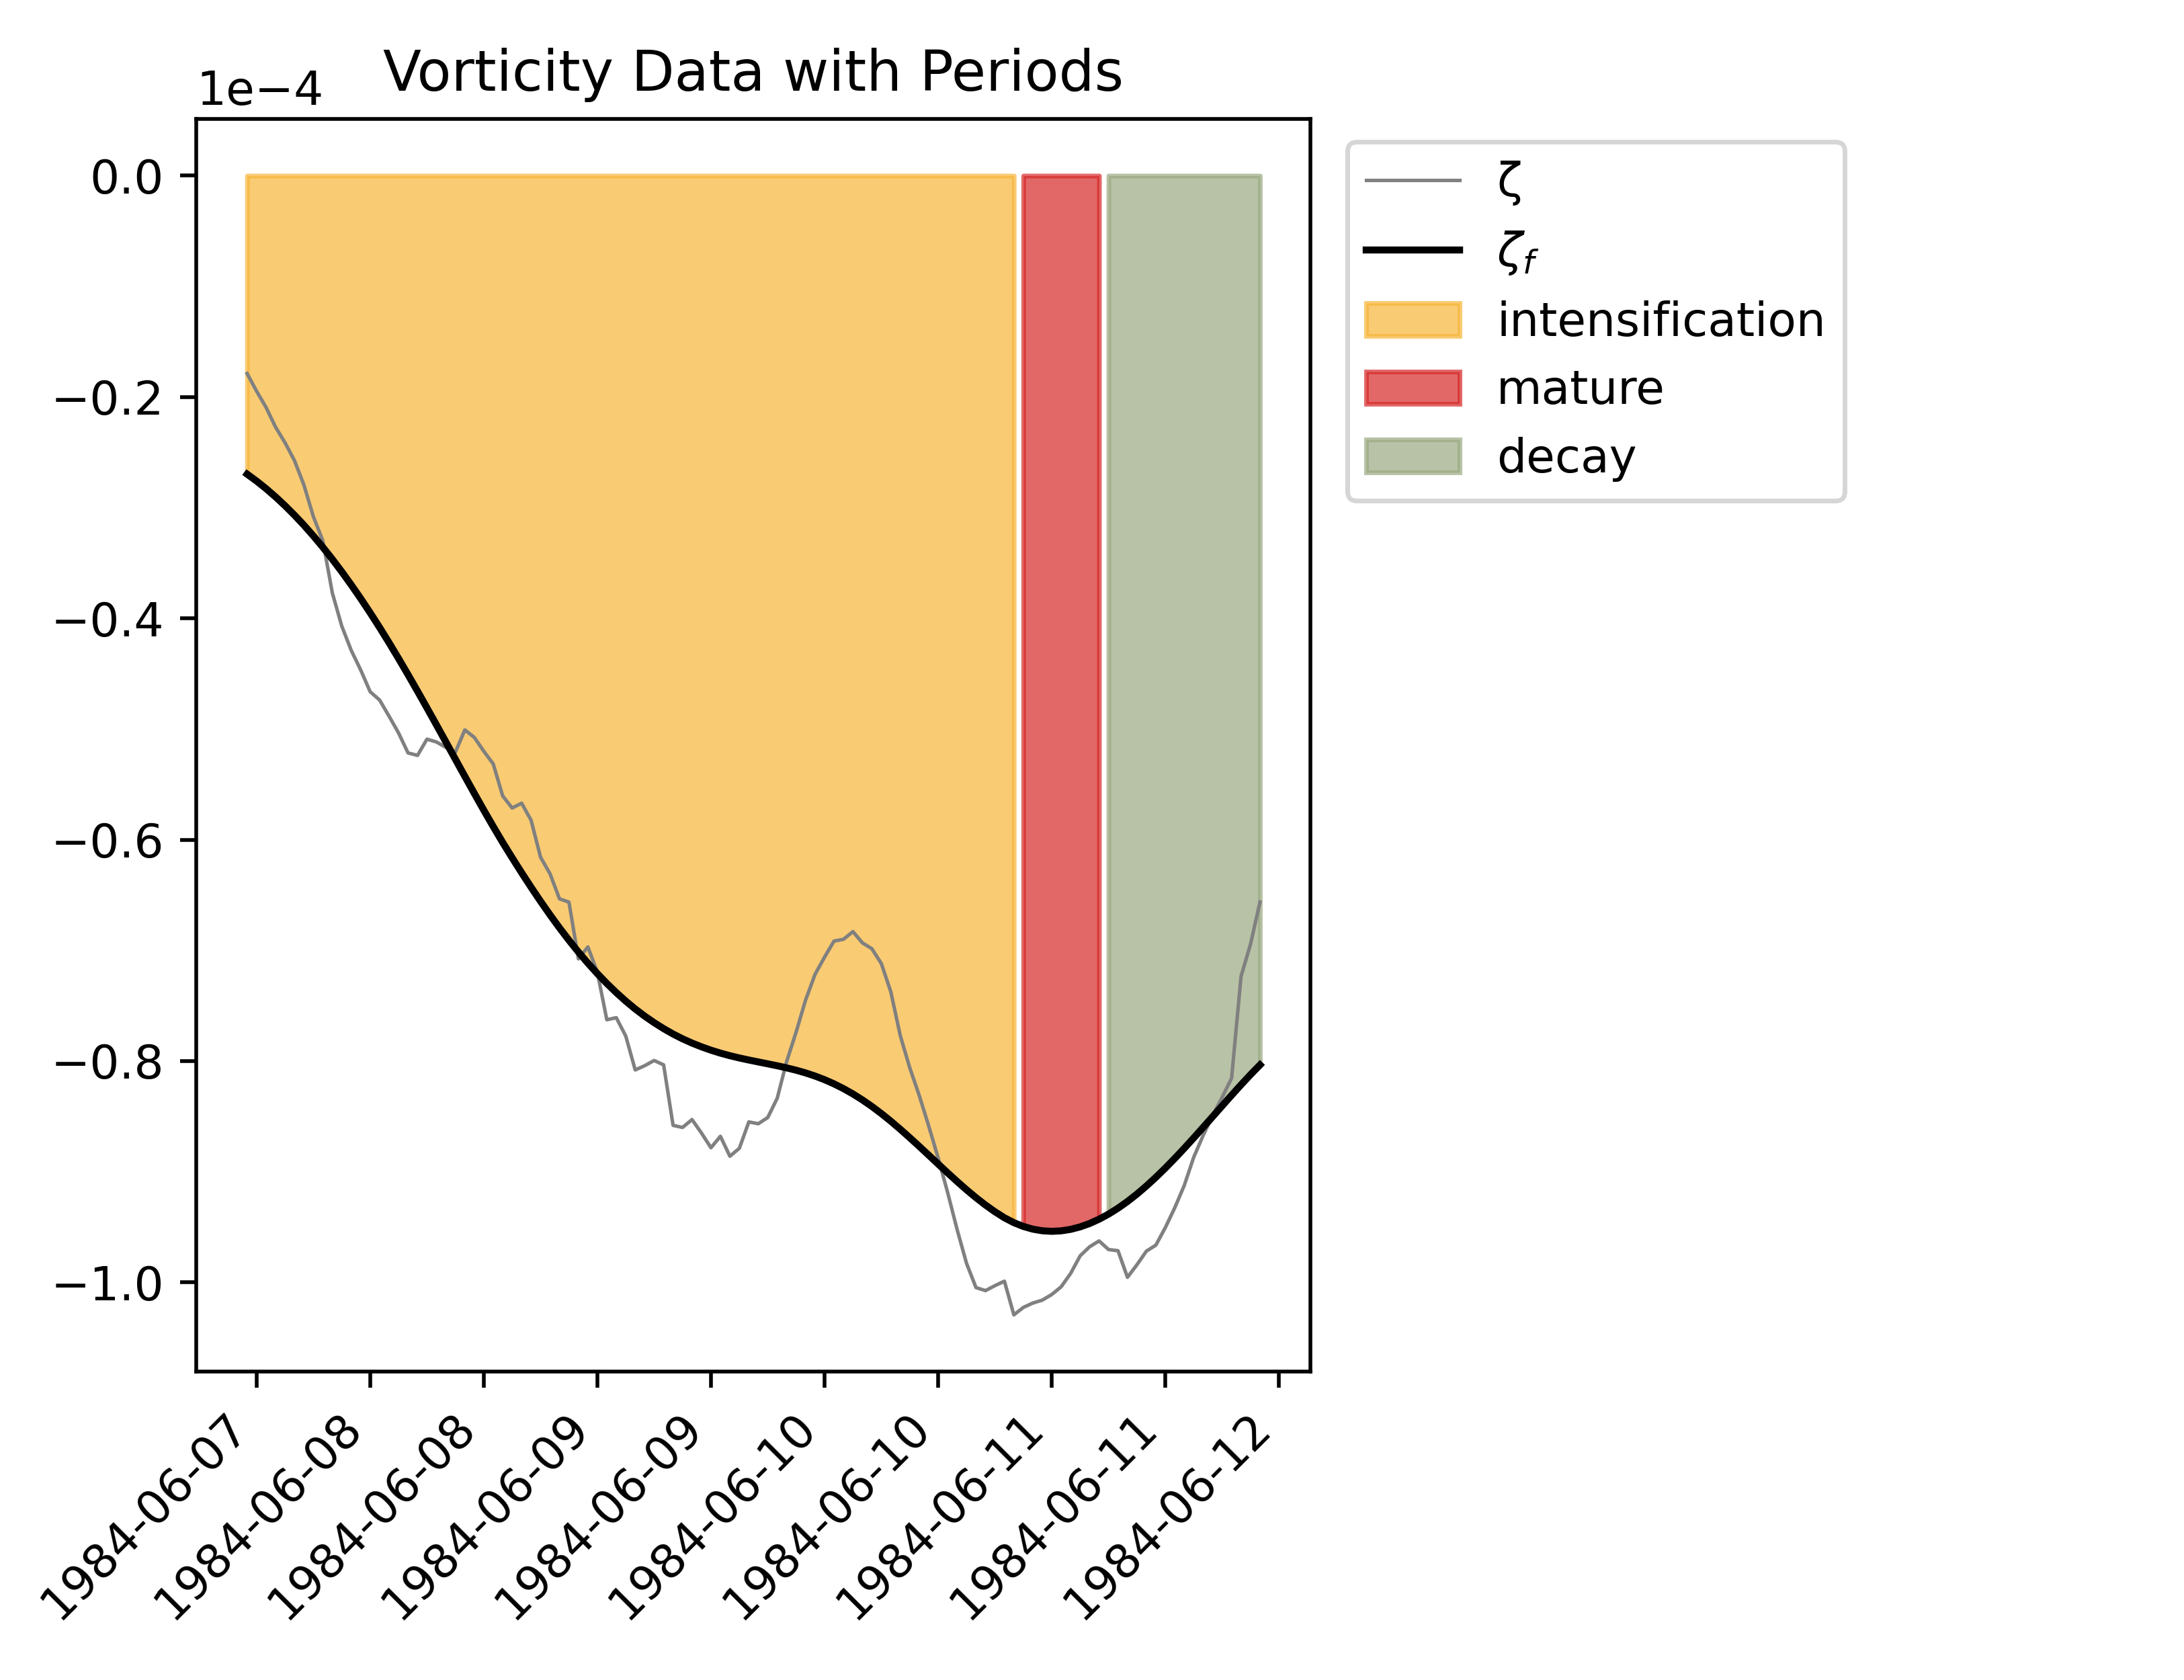 Vorticity Data with Periods
1e−4
0.0
−0.2
−0.4
−0.6
−0.8
−1.0
1984-06-07
1984-06-08
1984-06-08
1984-06-09
1984-06-09
1984-06-10
1984-06-10
1984-06-11
1984-06-11
1984-06-12
ζ
ζf
intensification
mature
decay